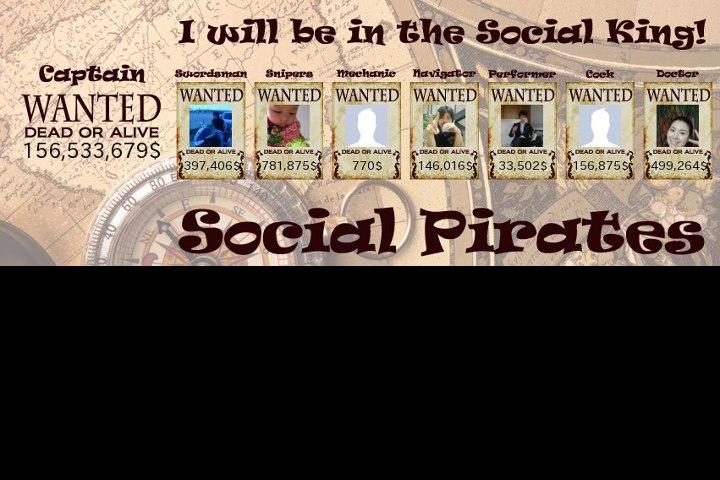 I will be in the Social King!
Captain
WANTED
DEAD OR ALIVE
156,533,679$
Swordsman
WANTED
DEAD OR ALIVE
397,406$
Snipers
WANTED
DEAD OR ALIVE
781,875$
Mechanic
WANTED
DEAD OR ALIVE
770$
Navigator
WANTED
DEAD OR ALIVE
146,016$
Performer
WANTED
DEAD OR ALIVE
33,502$
Cock
WANTED
DEAD OR ALIVE
156,875$
Doctor
WANTED
DEAD OR ALIVE
499,264$
Social Pirates